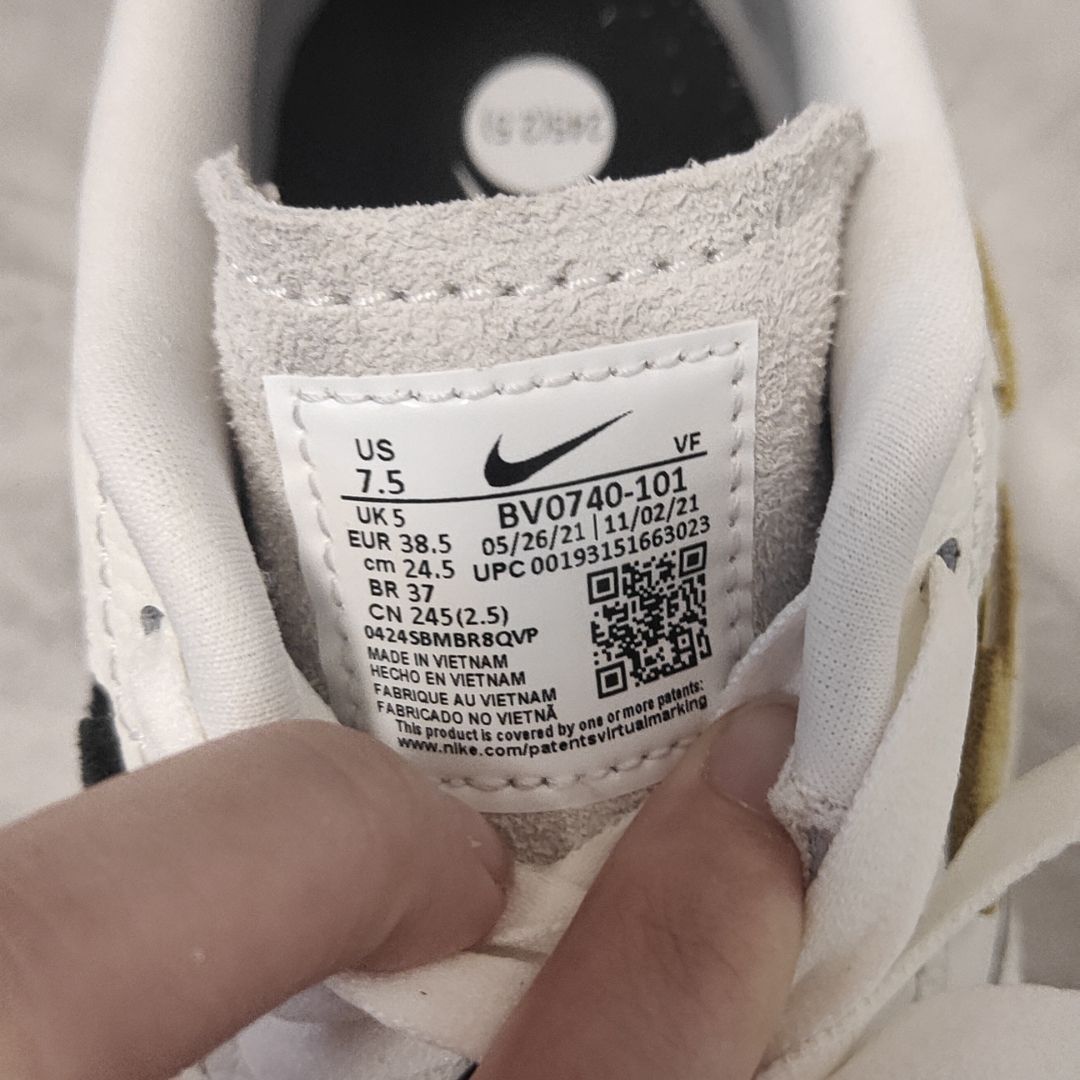 US
7.5
VF
UK 5
EUR 38.5
cm 24.5
BR 37
CN 245(2.5)
BV0740-101
05/26/21 | 11/02/21
UPC 00193151663023
0424SBMBR8QVP
MADE IN VIETNAM
HECHO EN VIETNAM
FABRIQUE AU VIETNAM
FABRICADO NO VIETNÃ
This product is covered by one or more patents:
www.nike.com/patentsvirtualmarking